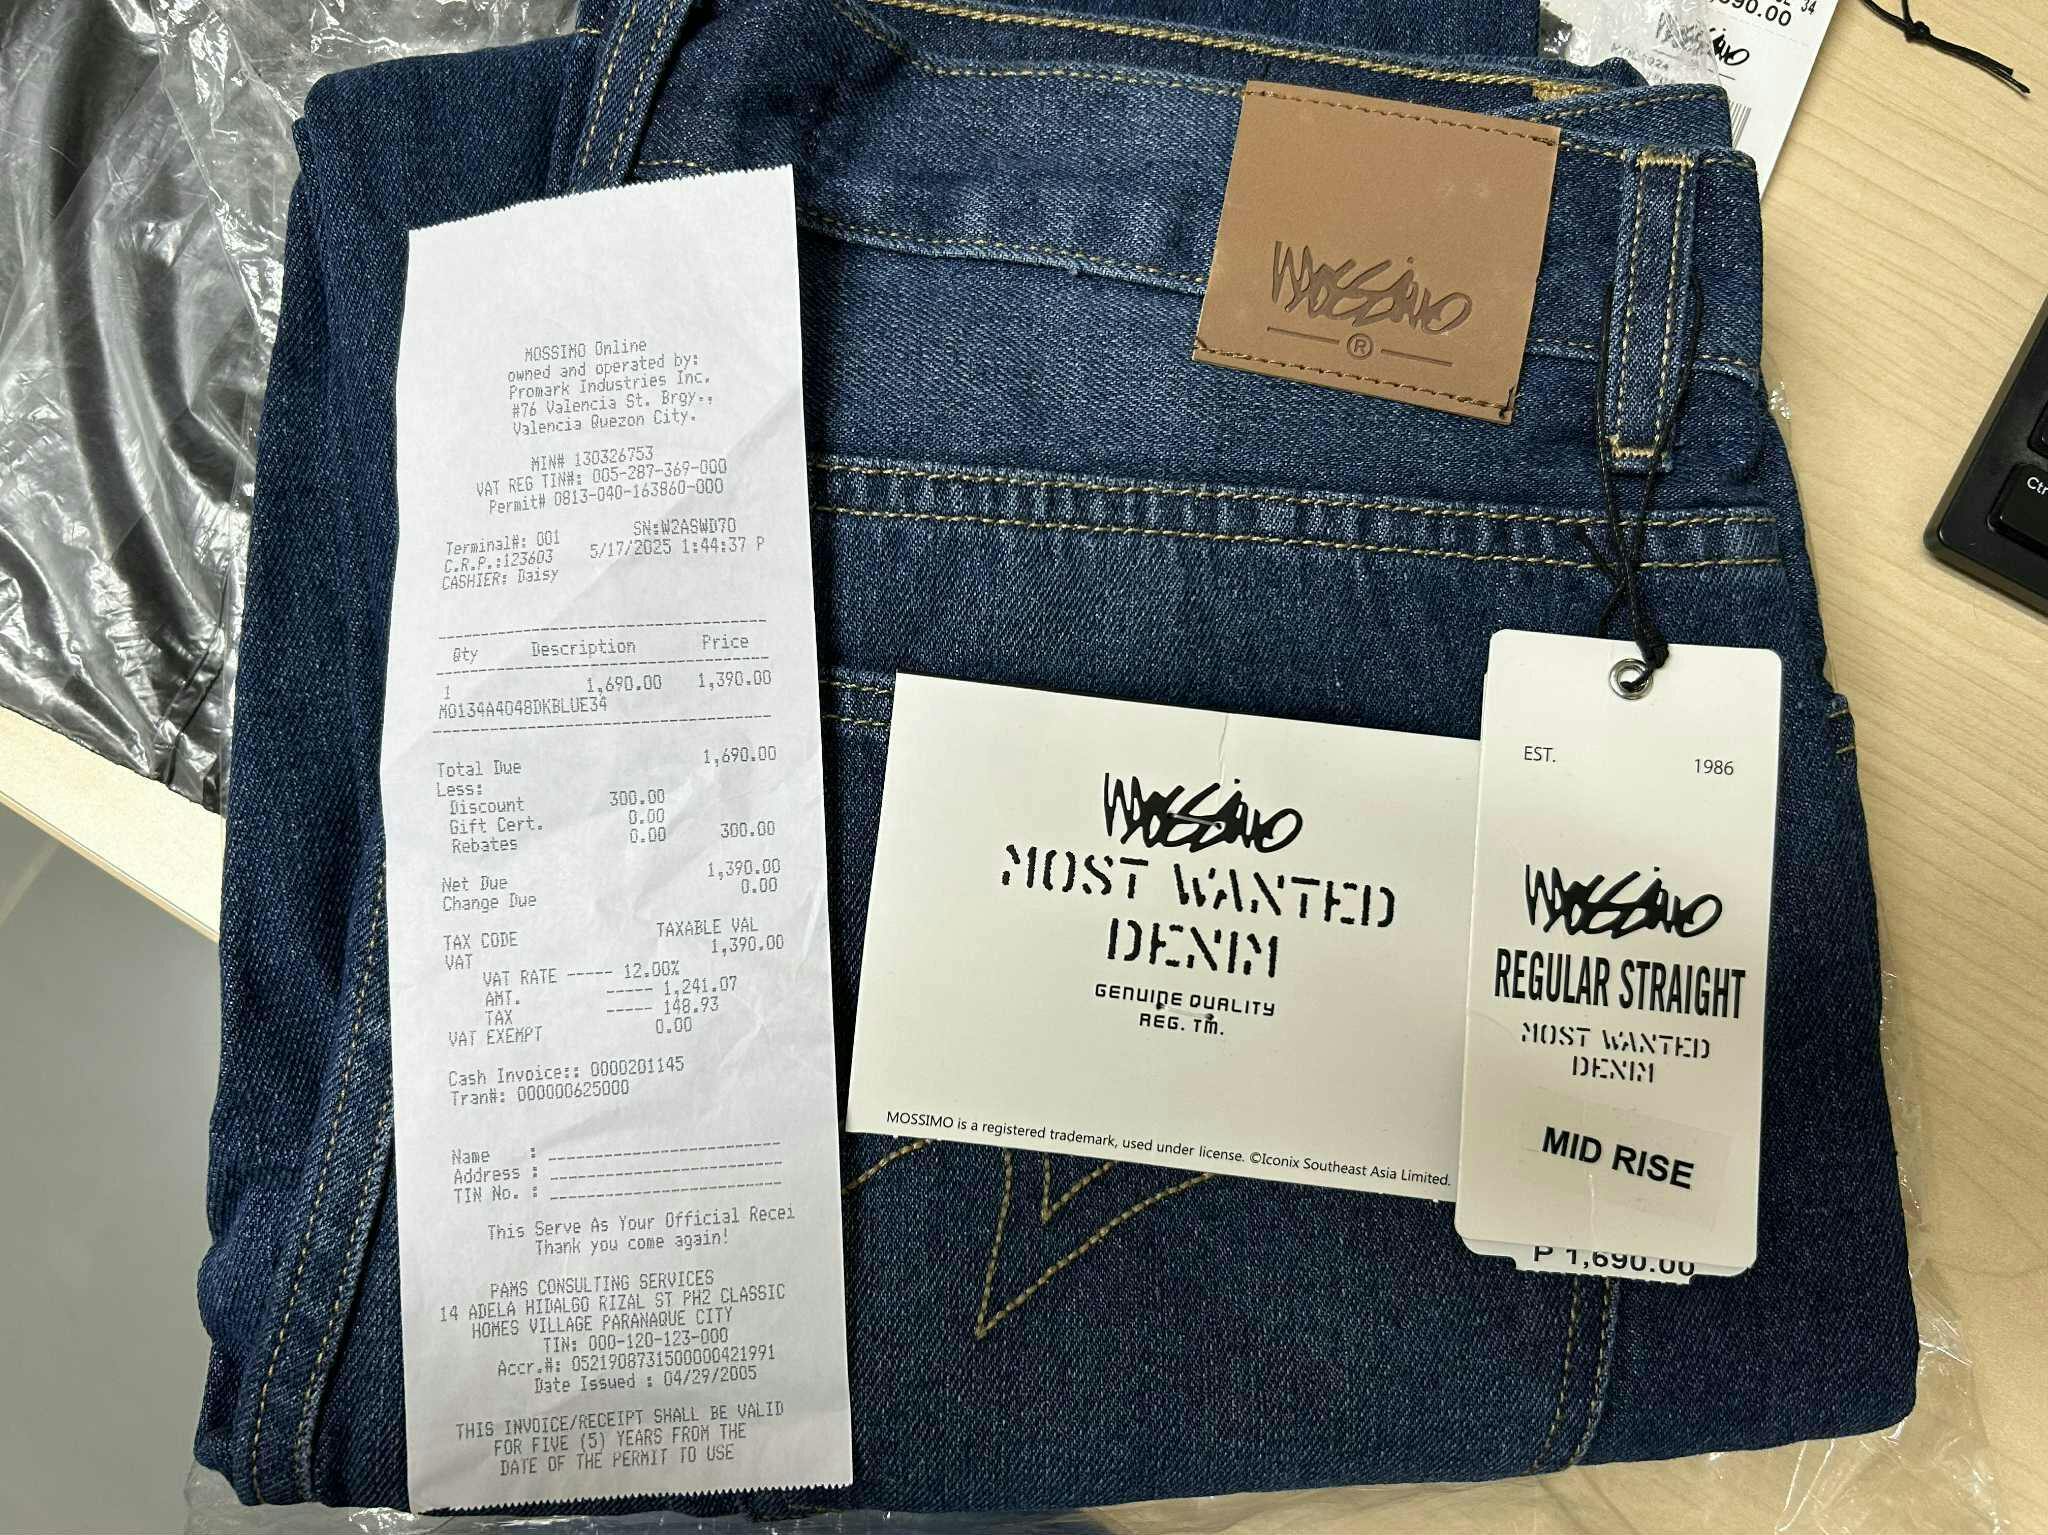 MOSSIMO Online
owned and operated by:
Promark Industries Inc.
#76 Valencia St. Brgy.,
Valencia Quezon City.
MIN# 130326753
VAT REG TIN#: 005-287-369-000
Permit# 0813-040-163860-000
Terminal#: 001 SN:W2ASWD7D
C.R.P.:123603 5/17/2025 1:44:37 P
CASHIER: Daisy
Qty Description Price
1 1,690.00 1,390.00
M0134A4D48DKBLUE34
Total Due 1,690.00
Less:
Discount 300.00
Gift Cert. 0.00
Rebates 0.00 300.00
Net Due 1,390.00
Change Due 0.00
TAX CODE TAXABLE VAL
VAT 1,390.00
VAT RATE ----- 12.00%
AMT. ----- 1,241.07
TAX ----- 148.93
VAT EXEMPT 0.00
Cash Invoice:: 0000201145
Tran#: 000000625000
Name :
Address :
TIN No. :
This Serve As Your Official Recei
Thank you come again!
PAMS CONSULTING SERVICES
14 ADELA HIDALGO RIZAL ST PH2 CLASSIC
HOMES VILLAGE PARANAQUE CITY
TIN: 000-120-123-000
Accr.#: 0521908731500000421991
Date Issued : 04/29/2005
THIS INVOICE/RECEIPT SHALL BE VALID
FOR FIVE (5) YEARS FROM THE
DATE OF THE PERMIT TO USE
MOSSIMO
®
MOSSIMO
MOST WANTED
DENIM
GENUINE QUALITY
REG. TM.
MOSSIMO is a registered trademark, used under license. ©Iconix Southeast Asia Limited.
EST. 1986
MOSSIMO
REGULAR STRAIGHT
MOST WANTED
DENIM
MID RISE
P 1,690.00
34
MOSSIMO